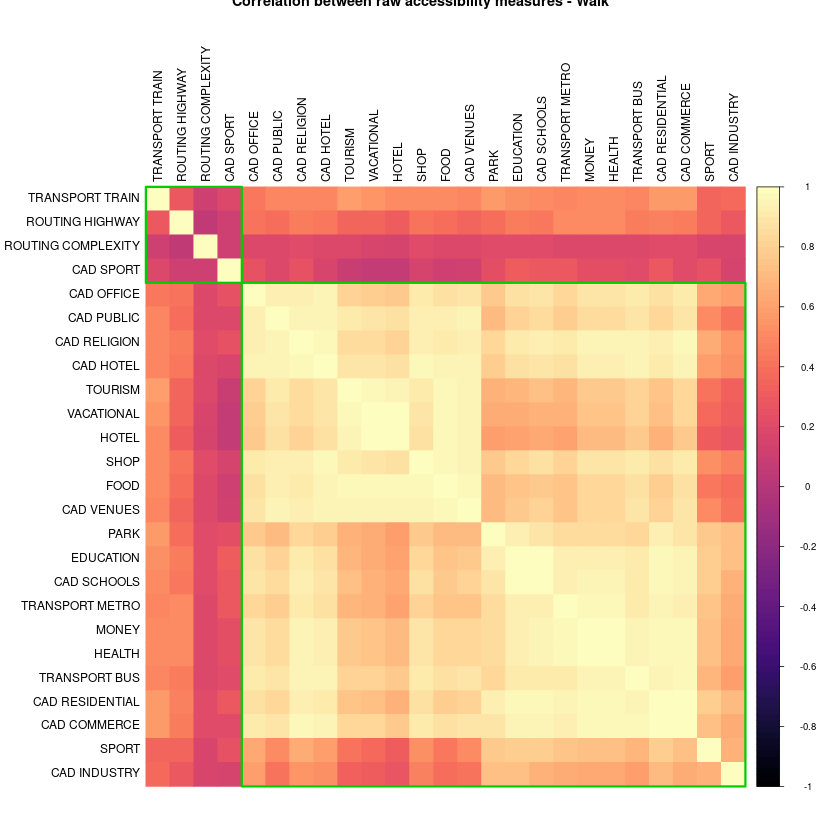 Correlation between raw accessibility measures - Walk
TRANSPORT TRAIN
ROUTING HIGHWAY
ROUTING COMPLEXITY
CAD SPORT
CAD OFFICE
CAD PUBLIC
CAD RELIGION
CAD HOTEL
TOURISM
VACATIONAL
HOTEL
SHOP
FOOD
CAD VENUES
PARK
EDUCATION
CAD SCHOOLS
TRANSPORT METRO
MONEY
HEALTH
TRANSPORT BUS
CAD RESIDENTIAL
CAD COMMERCE
SPORT
CAD INDUSTRY
TRANSPORT TRAIN
ROUTING HIGHWAY
ROUTING COMPLEXITY
CAD SPORT
CAD OFFICE
CAD PUBLIC
CAD RELIGION
CAD HOTEL
TOURISM
VACATIONAL
HOTEL
SHOP
FOOD
CAD VENUES
PARK
EDUCATION
CAD SCHOOLS
TRANSPORT METRO
MONEY
HEALTH
TRANSPORT BUS
CAD RESIDENTIAL
CAD COMMERCE
SPORT
CAD INDUSTRY
1
0.8
0.6
0.4
0.2
0
-0.2
-0.4
-0.6
-0.8
-1